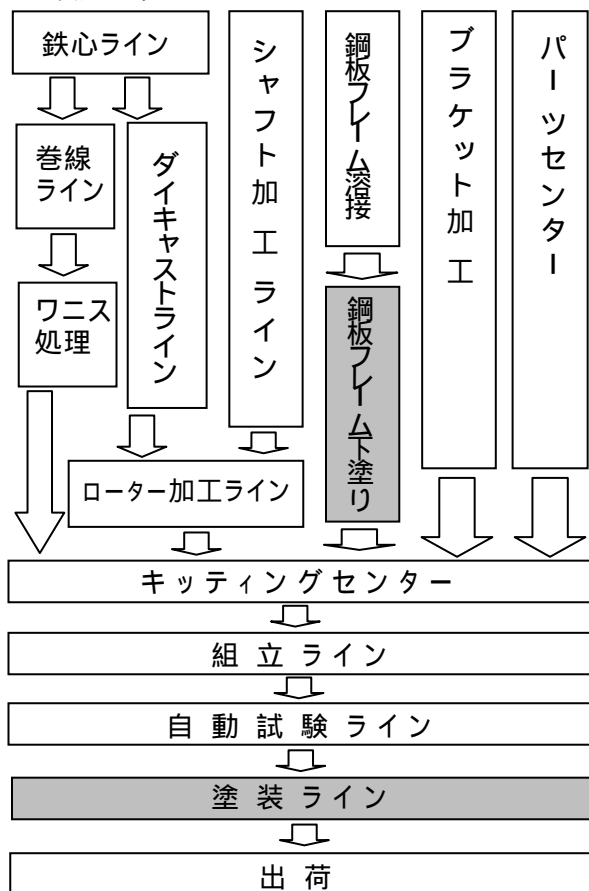 鉄心ライン
巻線
ライン
ワニス
処理
ダイキャストライン
シャフト加工ライン
鋼板フレーム溶接
鋼板フレーム下塗り
ブラケット加工
パーツセンター
ローター加工ライン
キッティングセンター
組立ライン
自動試験ライン
塗装ライン
出荷